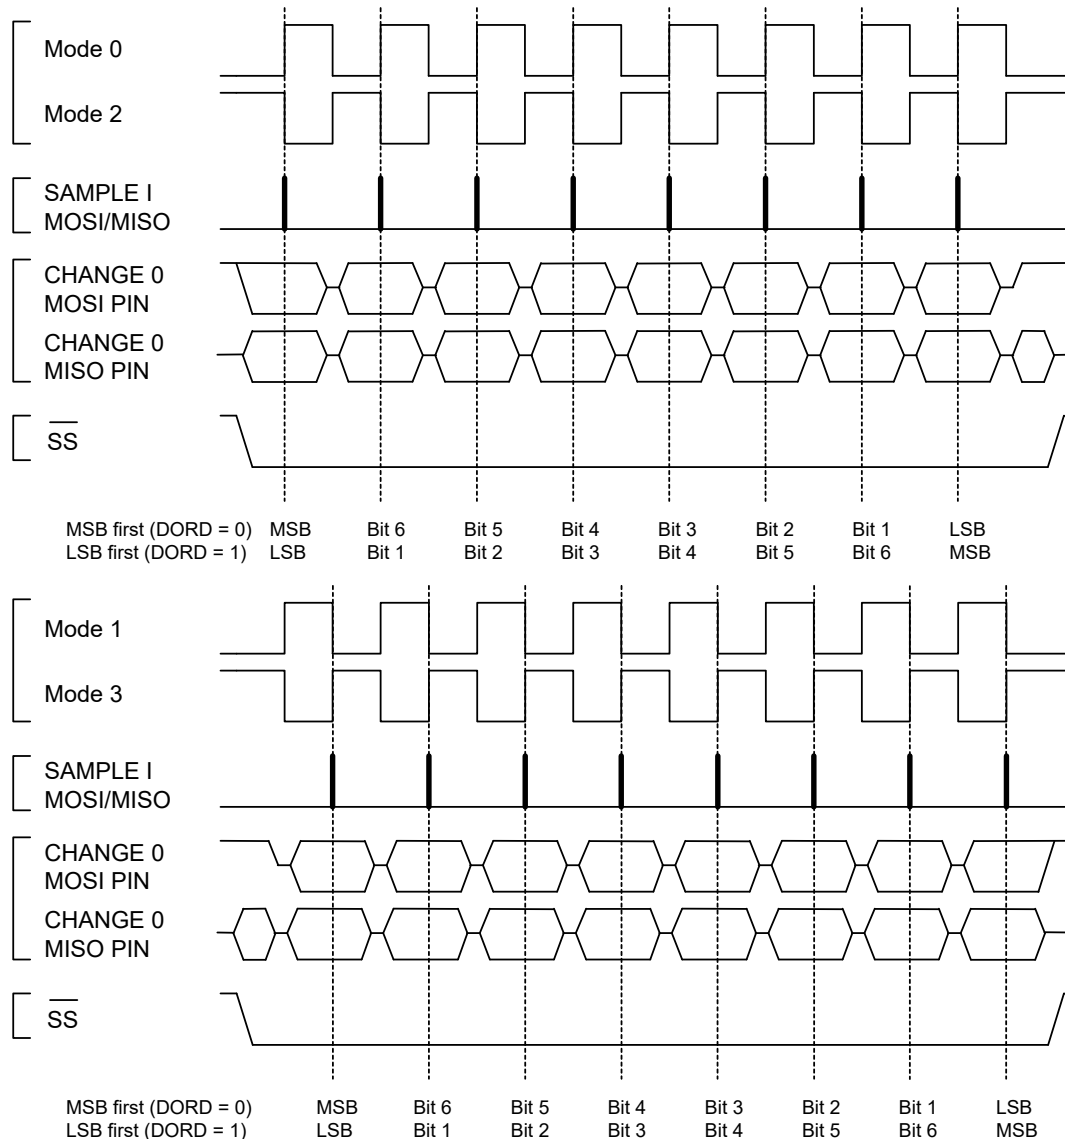 Mode 0
Mode 2
SAMPLE I
MOSI/MISO
CHANGE 0
MOSI PIN
CHANGE 0
MISO PIN
SS
MSB first (DORD = 0) MSB Bit 6 Bit 5 Bit 4 Bit 3 Bit 2 Bit 1 LSB
LSB first (DORD = 1) LSB Bit 1 Bit 2 Bit 3 Bit 4 Bit 5 Bit 6 MSB
Mode 1
Mode 3
SAMPLE I
MOSI/MISO
CHANGE 0
MOSI PIN
CHANGE 0
MISO PIN
SS
MSB first (DORD = 0) MSB Bit 6 Bit 5 Bit 4 Bit 3 Bit 2 Bit 1 LSB
LSB first (DORD = 1) LSB Bit 1 Bit 2 Bit 3 Bit 4 Bit 5 Bit 6 MSB